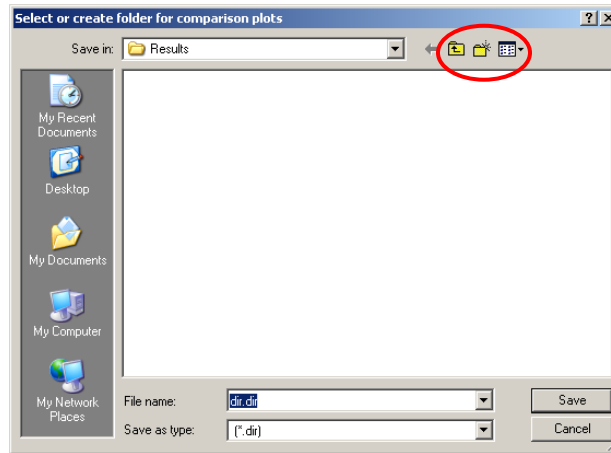 Select or create folder for comparison plots
Save in:
Results
My Recent
Documents
Desktop
My Documents
My Computer
My Network
Places
File name:
dir.dir
Save
Save as type:
(*.dir)
Cancel